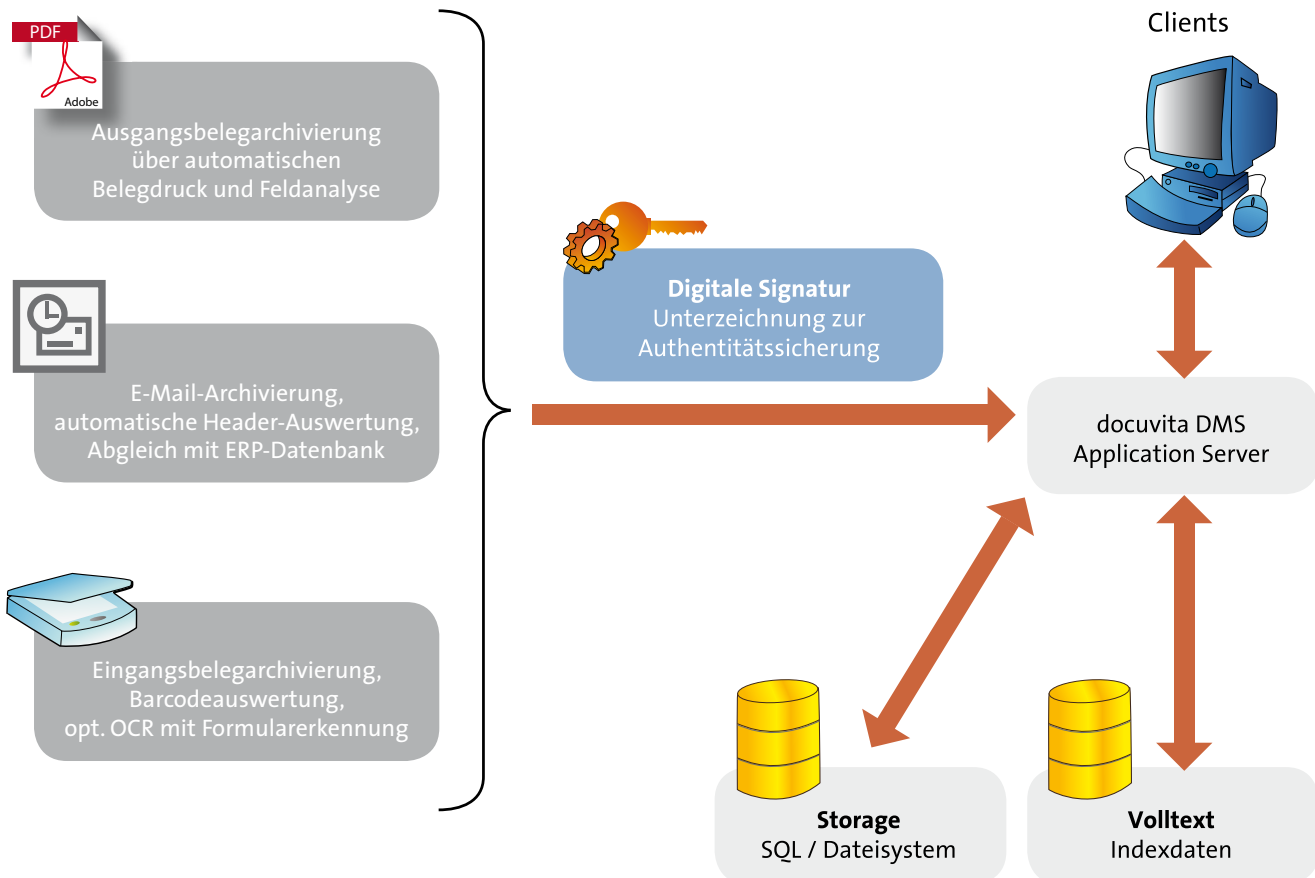 PDF
Adobe
Ausgangsbelegarchivierung
über automatischen
Belegdruck und Feldanalyse
E-Mail-Archivierung,
automatische Header-Auswertung,
Abgleich mit ERP-Datenbank
Eingangsbelegarchivierung,
Barcodeauswertung,
opt. OCR mit Formularerkennung
Digitale Signatur
Unterzeichnung zur
Authentitätssicherung
Clients
docuvita DMS
Application Server
Storage
SQL / Dateisystem
Volltext
Indexdaten